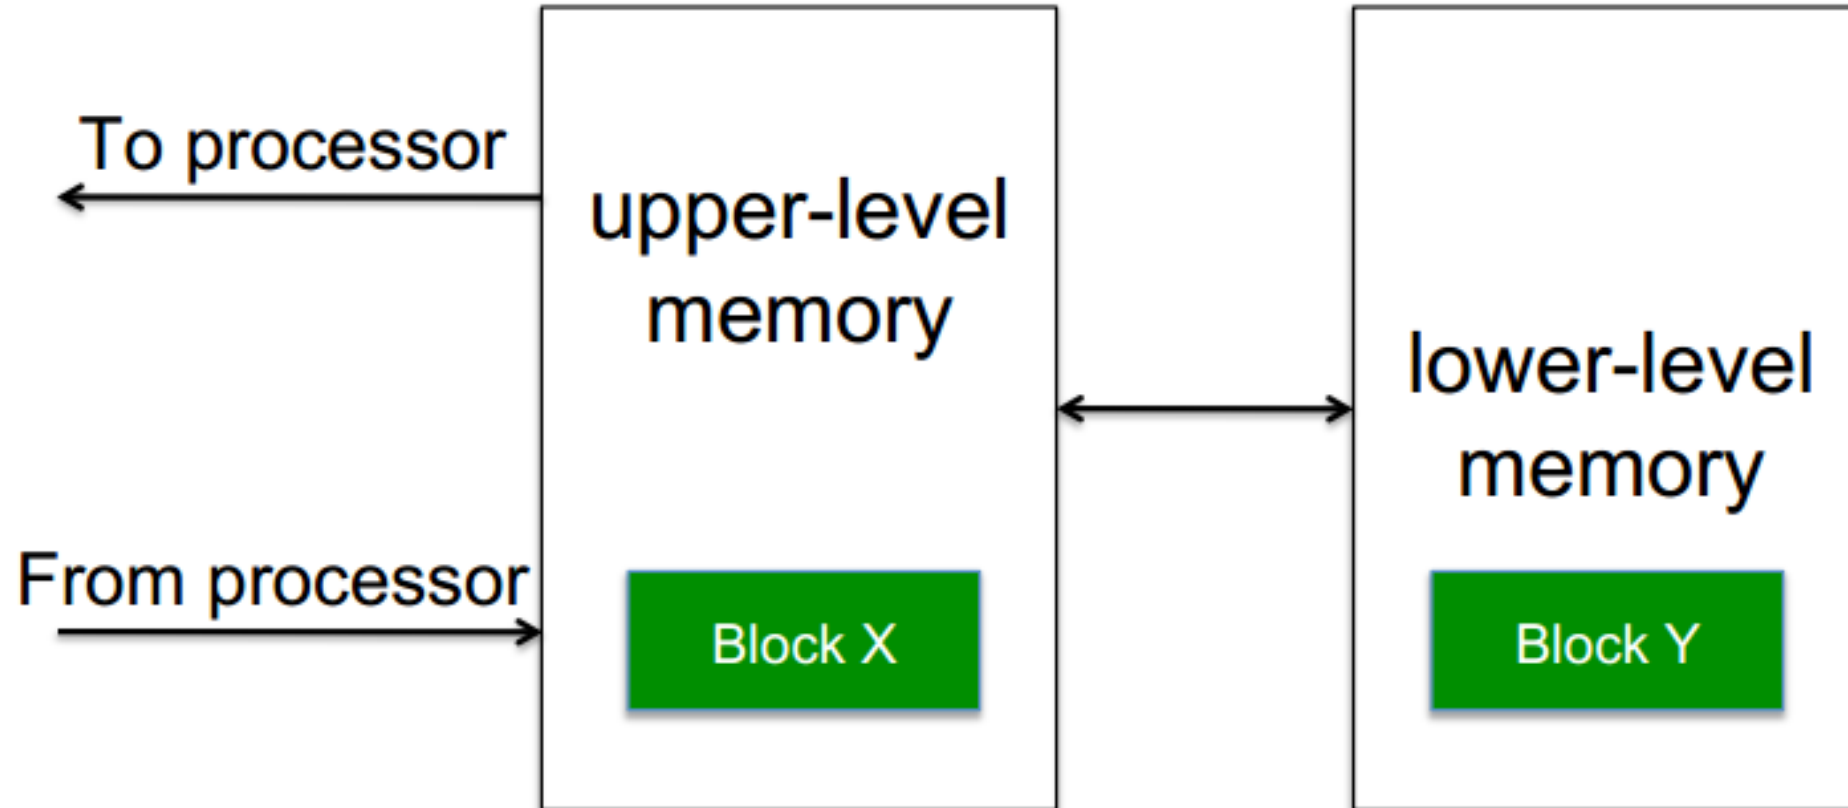 To processor
upper-level
memory
lower-level
memory
From processor
Block X
Block Y